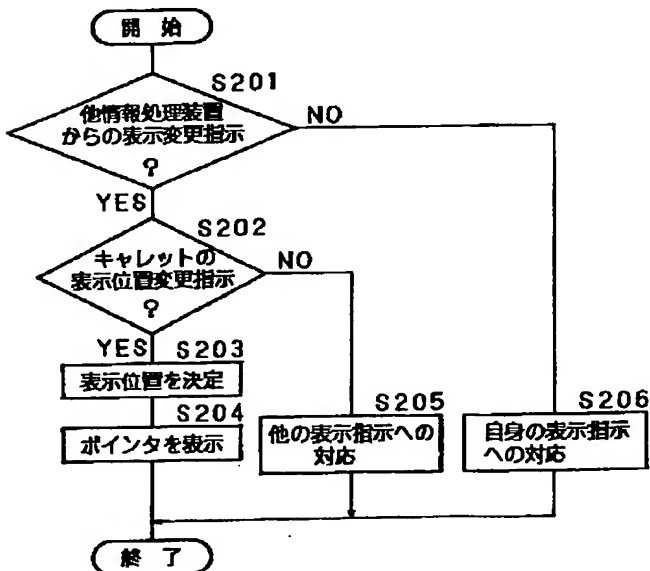 開 始
S201
他情報処理装置
からの表示変更指示
?
NO
YES
S202
キャレットの
表示位置変更指示
?
NO
YES
S203
表示位置を決定
S204
ポインタを表示
S205
他の表示指示への
対応
S206
自身の表示指示
への対応
終 了